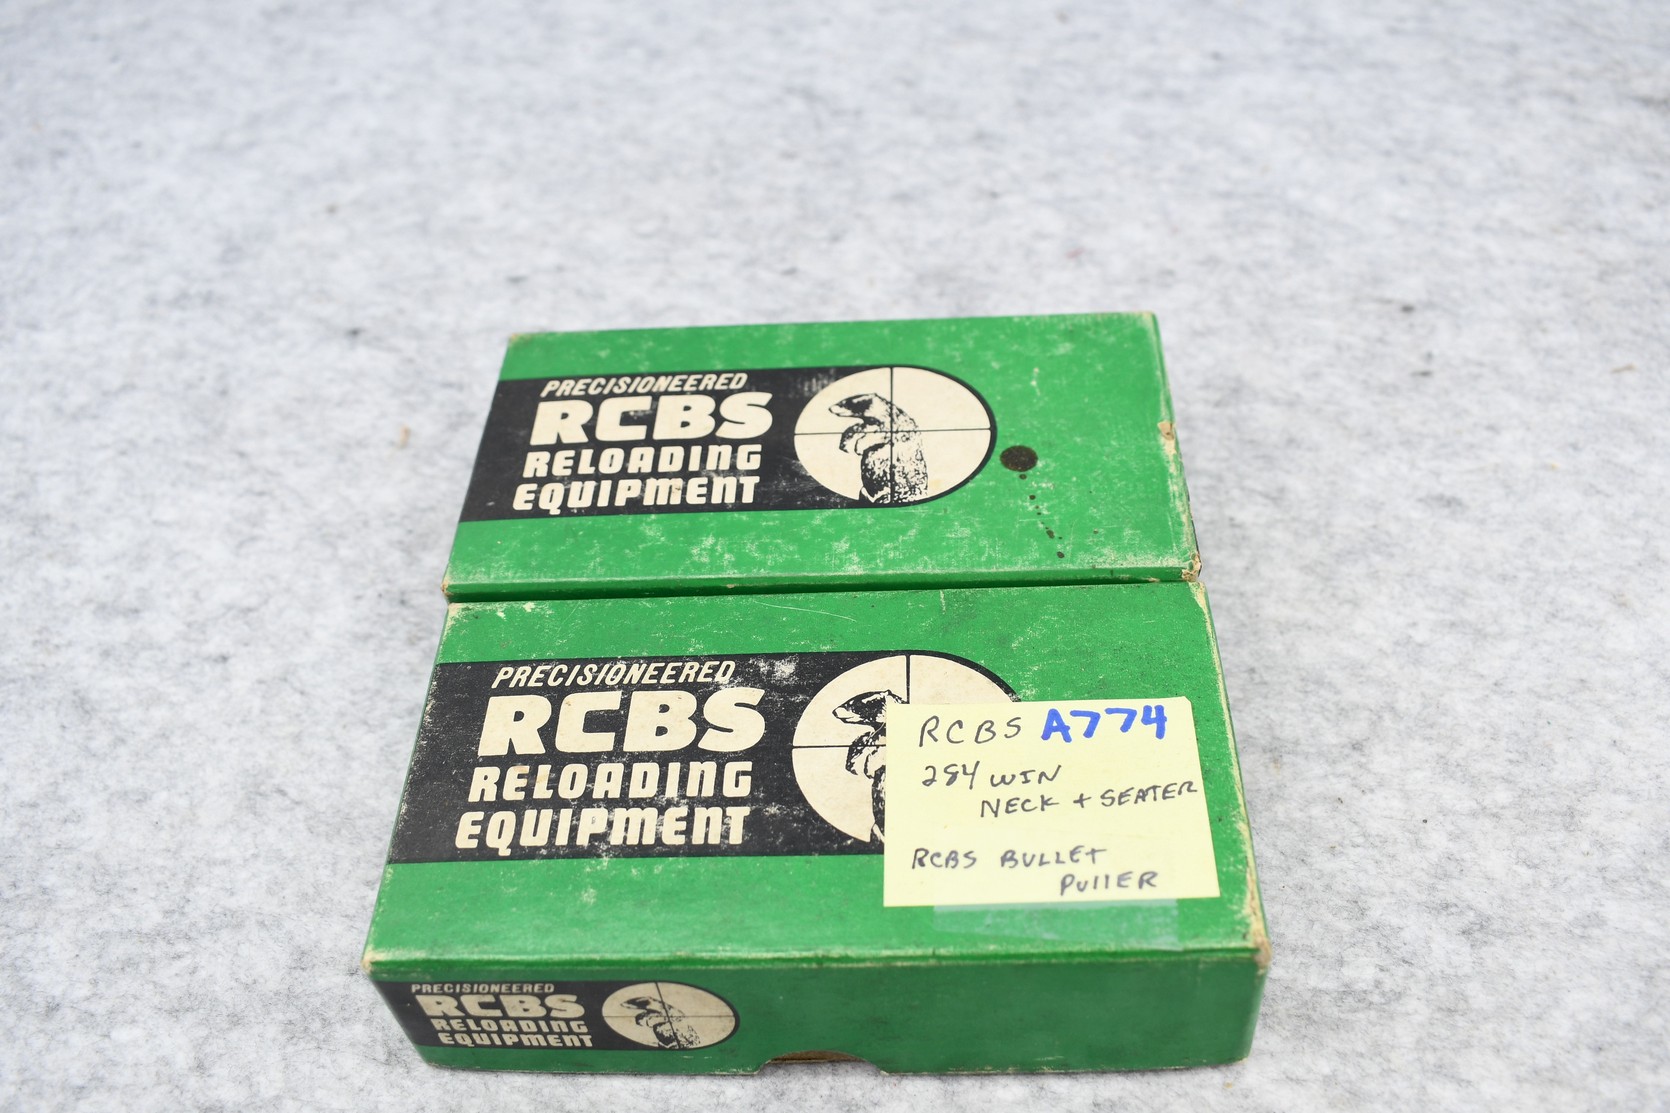 PRECISIONEERED
RCBS
RELOADING
EQUIPMENT
PRECISIONEERED
RCBS
RELOADING
EQUIPMENT
RCBS A774
284 WIN
NECK + SEATER
RCBS BULLET
PULLER
PRECISIONEERED
RCBS
RELOADING
EQUIPMENT